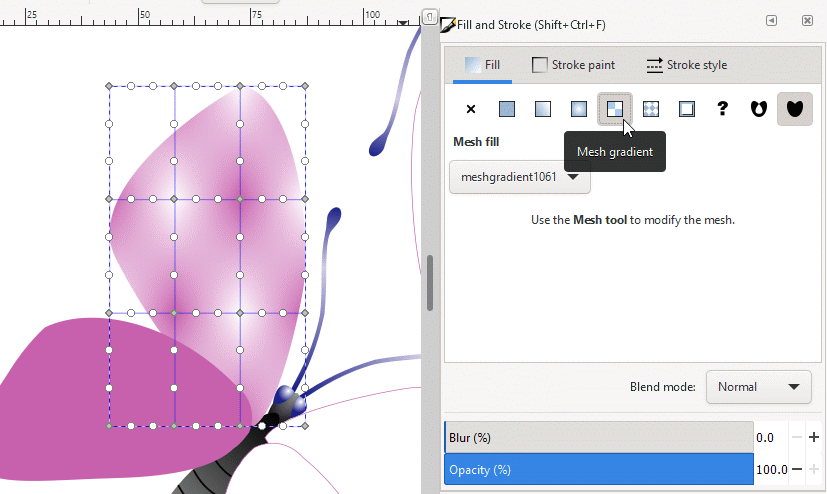 25 50 75 100
Fill and Stroke (Shift+Ctrl+F)
Fill Stroke paint Stroke style
?
Mesh fill
Mesh gradient
meshgradient1061
Use the Mesh tool to modify the mesh.
Blend mode: Normal
Blur (%) 0.0
Opacity (%) 100.0